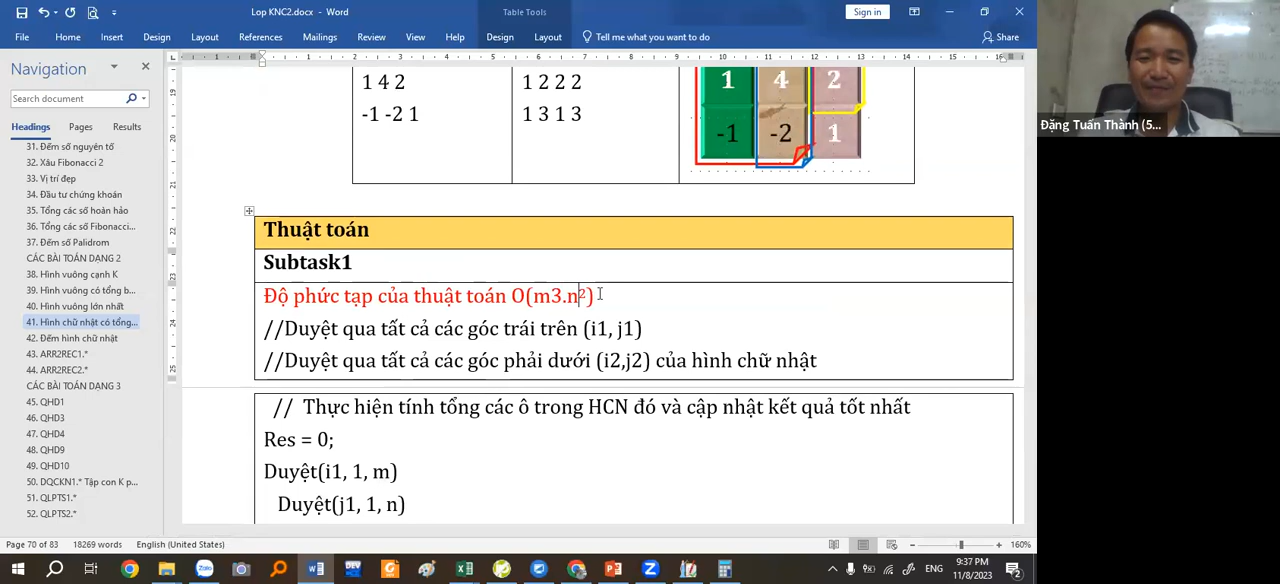 Lop KNC2.docx - Word
Table Tools
Sign in
File Home Insert Design Layout References Mailings Review View Help Design Layout Tell me what you want to do Share
Navigation
Search document
Headings Pages Results
31. Đếm số nguyên tố
32. Xâu Fibonacci 2
33. Vị trí đẹp
34. Đầu tư chứng khoán
35. Tổng các số hoàn hảo
36. Tổng các số Fibonacci...
37. Đếm số Palidrom
CÁC BÀI TOÁN DẠNG 2
38. Hình vuông cạnh K
39. Hình vuông có tổng b...
40. Hình vuông lớn nhất
41. Hình chữ nhật có tổng...
42. Đếm hình chữ nhật
43. ARR2REC1.*
44. ARR2REC2.*
CÁC BÀI TOÁN DẠNG 3
45. QHD1
46. QHD3
47. QHD4
48. QHD9
49. QHD10
50. DQCKN1.* Tập con K p...
51. QLPTS1.*
52. QLPTS2.*
1 4 2
-1 -2 1
1 2 2 2
1 3 1 3
1 4 2
-1 -2 1
Thuật toán
Subtask1
Độ phức tạp của thuật toán O(m3.n²)
//Duyệt qua tất cả các góc trái trên (i1, j1)
//Duyệt qua tất cả các góc phải dưới (i2,j2) của hình chữ nhật
// Thực hiện tính tổng các ô trong HCN đó và cập nhật kết quả tốt nhất
Res = 0;
Duyệt(i1, 1, m)
Duyệt(j1, 1, n)
Đặng Tuấn Thành (5...
Page 70 of 83 18269 words English (United States) 160%
ENG
9:37 PM
11/8/2023